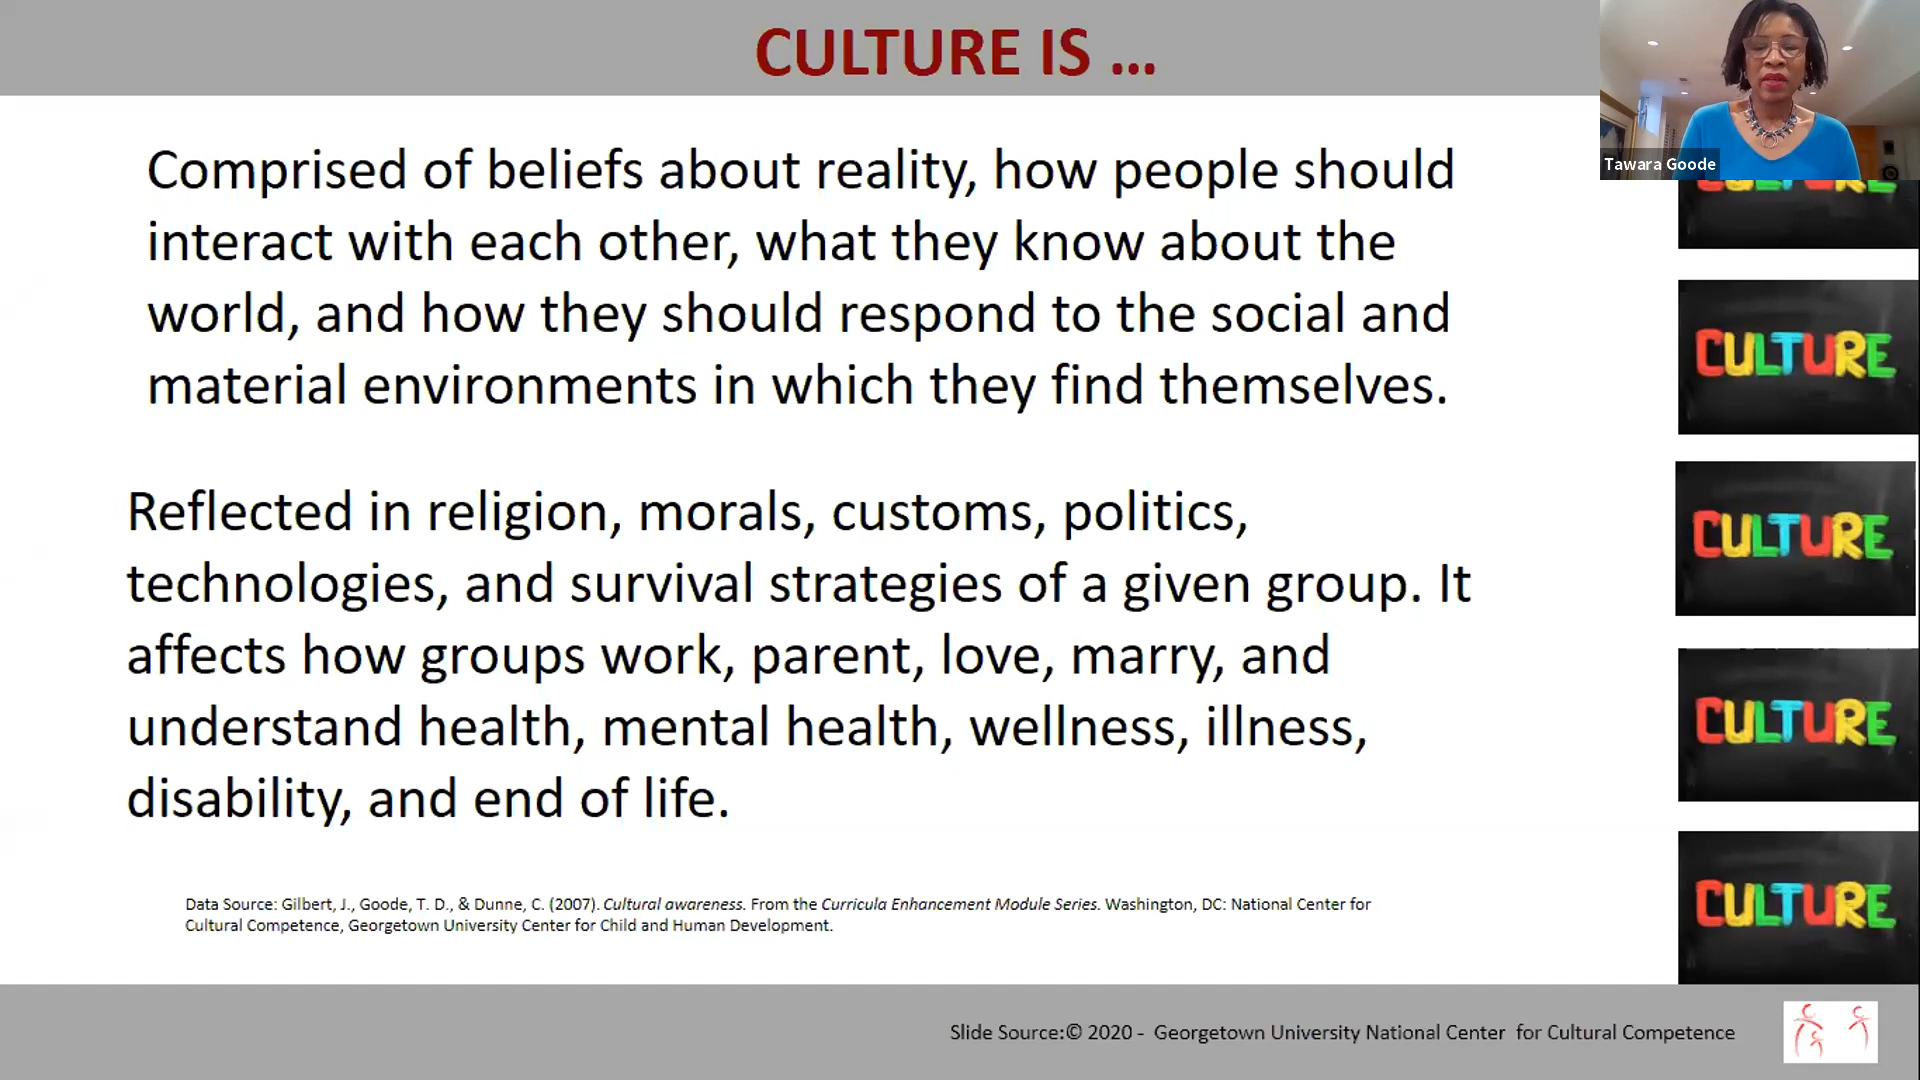 CULTURE IS ...
Tawara Goode
Comprised of beliefs about reality, how people should
interact with each other, what they know about the
world, and how they should respond to the social and
material environments in which they find themselves.
Reflected in religion, morals, customs, politics,
technologies, and survival strategies of a given group. It
affects how groups work, parent, love, marry, and
understand health, mental health, wellness, illness,
disability, and end of life.
Data Source: Gilbert, J., Goode, T. D., & Dunne, C. (2007). Cultural awareness. From the Curricula Enhancement Module Series. Washington, DC: National Center for
Cultural Competence, Georgetown University Center for Child and Human Development.
CULTURE
CULTURE
CULTURE
CULTURE
CULTURE
Slide Source:© 2020 - Georgetown University National Center for Cultural Competence